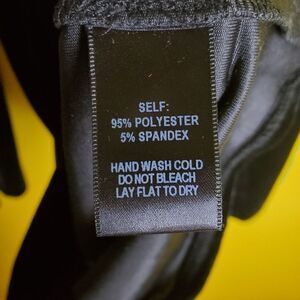 SELF:
95% POLYESTER
5% SPANDEX
HAND WASH COLD
DO NOT BLEACH
LAY FLAT TO DRY